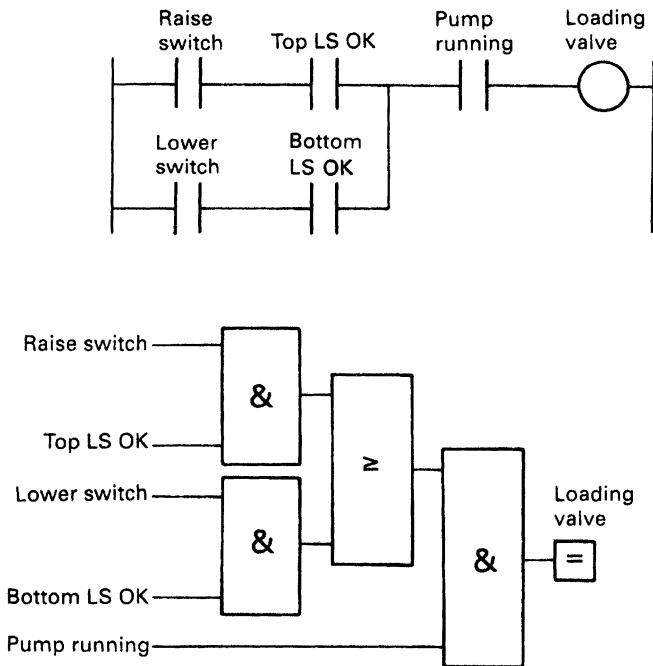 Raise
switch
Top LS OK
Pump
running
Loading
valve
Lower
switch
Bottom
LS OK
Raise switch
&
Top LS OK
≥
Lower switch
&
Bottom LS OK
&
Loading
valve
=
Pump running